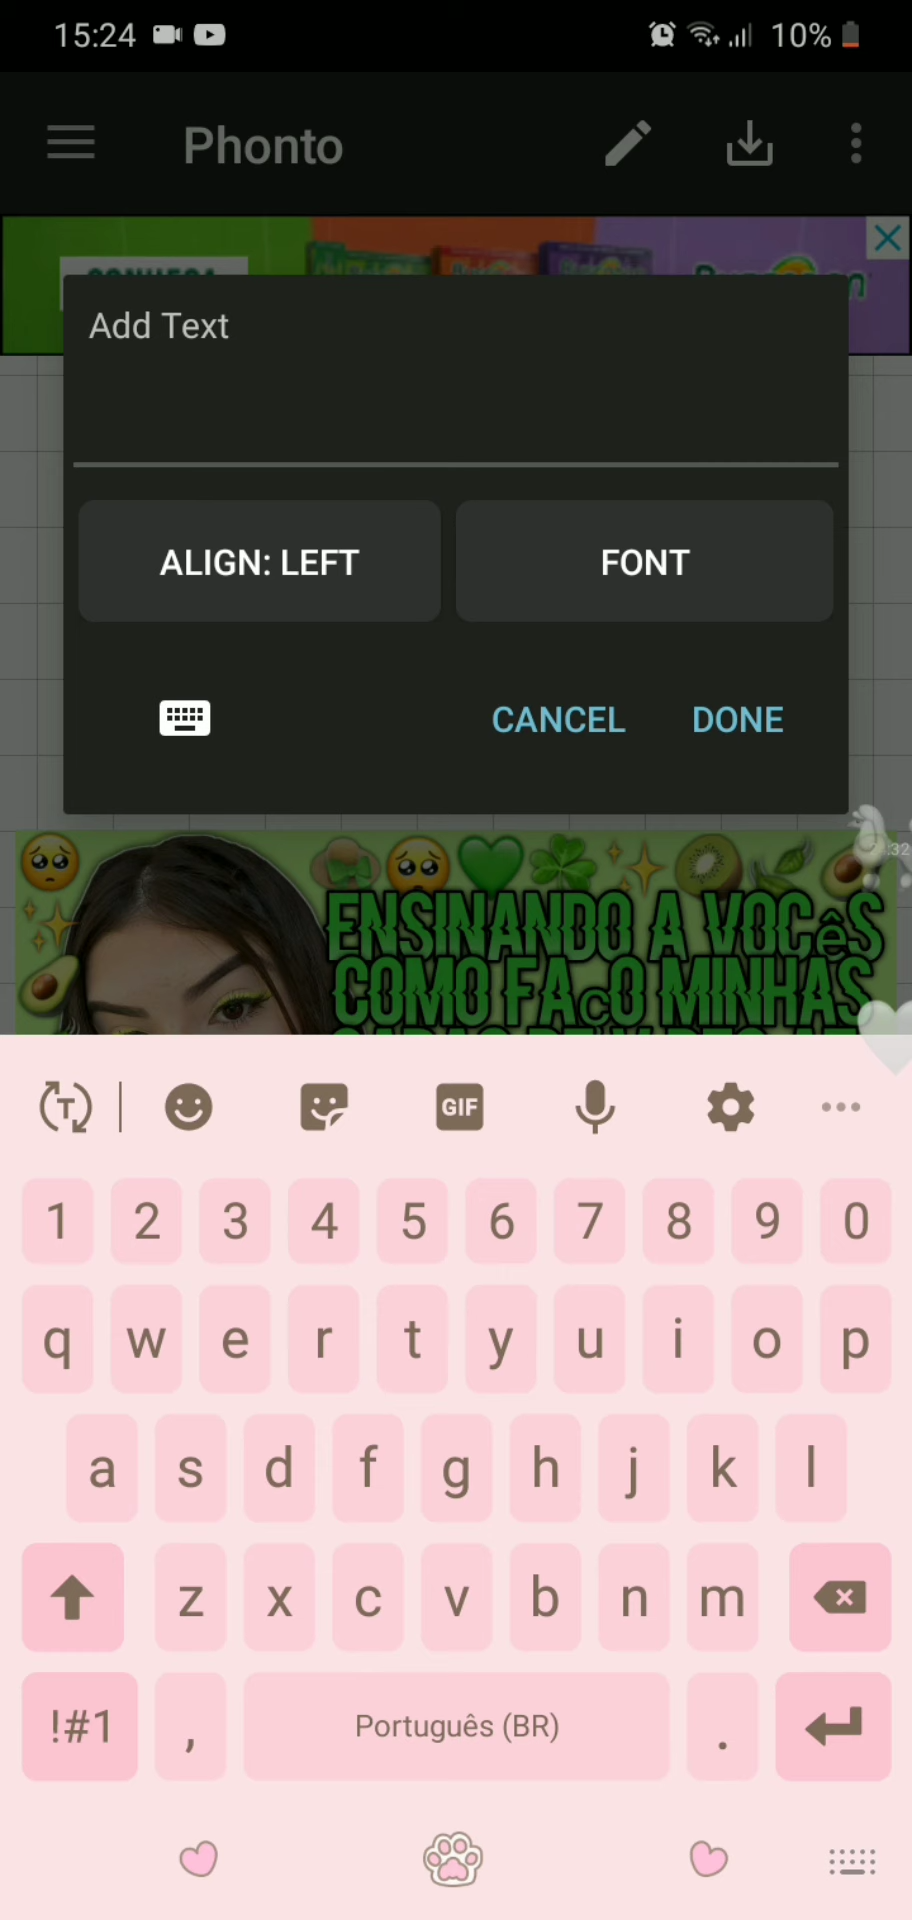 15:24
10%
Phonto
Add Text
ALIGN: LEFT
FONT
CANCEL
DONE
ENSINANDO A VOCêS
COMO FAçO MINHAS
T
GIF
1 2 3 4 5 6 7 8 9 0
q w e r t y u i o p
a s d f g h j k l
z x c v b n m
!#1 , Português (BR) .